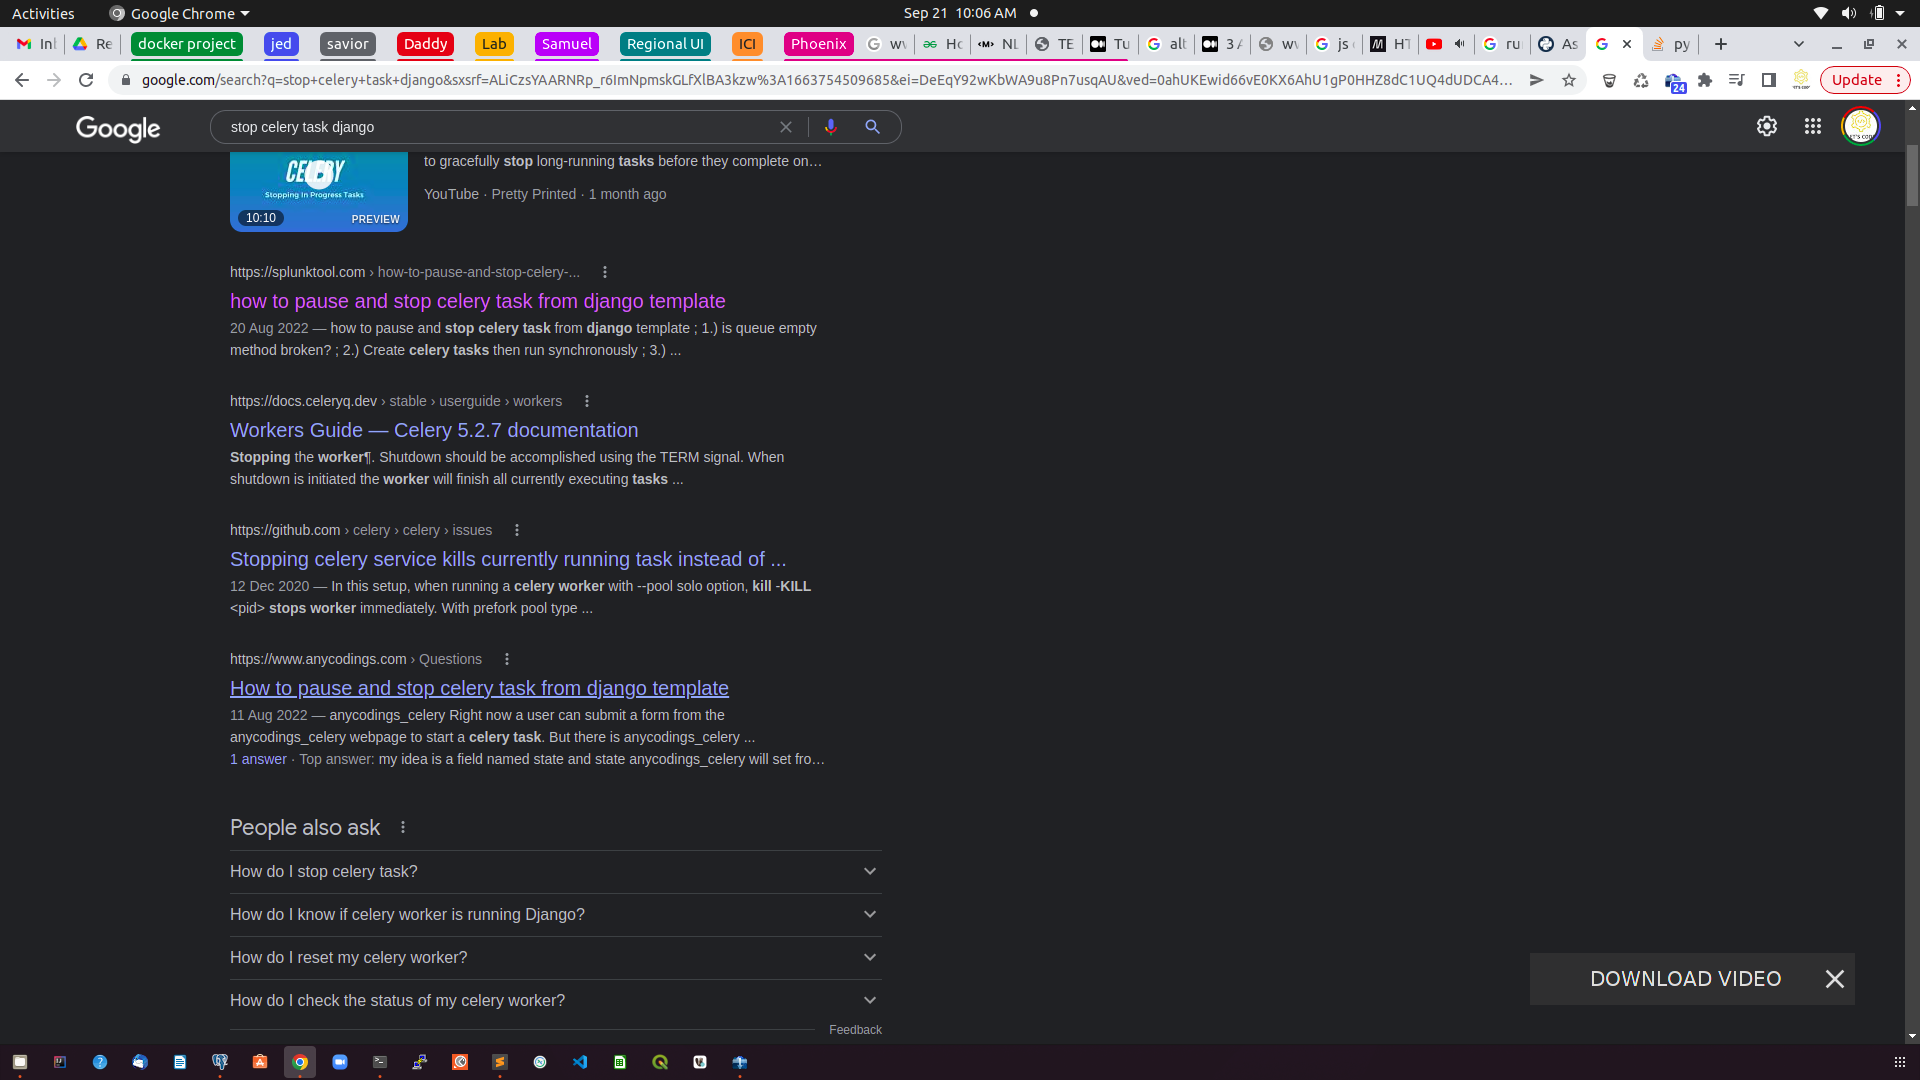 Activities Google Chrome Sep 21 10:06 AM
In Re docker project jed savior Daddy Lab Samuel Regional UI ICI Phoenix wv Ho NL TE Tu alt 3 / wv js HT ru As py
google.com/search?q=stop+celery+task+django&sxsrf=ALiCzsYAARNRp_r6ImNpmskGLfXlBA3kzw%3A1663754509685&ei=DeEqY92wKbWA9u8Pn7usqAU&ved=0ahUKEwid66vE0KX6AhU1gP0HHZ8dC1UQ4dUDCA4... 24 Update
Google stop celery task django
CELERY
Stopping In Progress Tasks
10:10 PREVIEW
to gracefully stop long-running tasks before they complete on…
YouTube · Pretty Printed · 1 month ago
https://splunktool.com › how-to-pause-and-stop-celery-...
how to pause and stop celery task from django template
20 Aug 2022 — how to pause and stop celery task from django template ; 1.) is queue empty
method broken? ; 2.) Create celery tasks then run synchronously ; 3.) ...
https://docs.celeryq.dev › stable › userguide › workers
Workers Guide — Celery 5.2.7 documentation
Stopping the worker¶. Shutdown should be accomplished using the TERM signal. When
shutdown is initiated the worker will finish all currently executing tasks ...
https://github.com › celery › celery › issues
Stopping celery service kills currently running task instead of ...
12 Dec 2020 — In this setup, when running a celery worker with --pool solo option, kill -KILL
<pid> stops worker immediately. With prefork pool type ...
https://www.anycodings.com › Questions
How to pause and stop celery task from django template
11 Aug 2022 — anycodings_celery Right now a user can submit a form from the
anycodings_celery webpage to start a celery task. But there is anycodings_celery ...
1 answer · Top answer: my idea is a field named state and state anycodings_celery will set fro…
People also ask
How do I stop celery task?
How do I know if celery worker is running Django?
How do I reset my celery worker?
How do I check the status of my celery worker?
Feedback
DOWNLOAD VIDEO